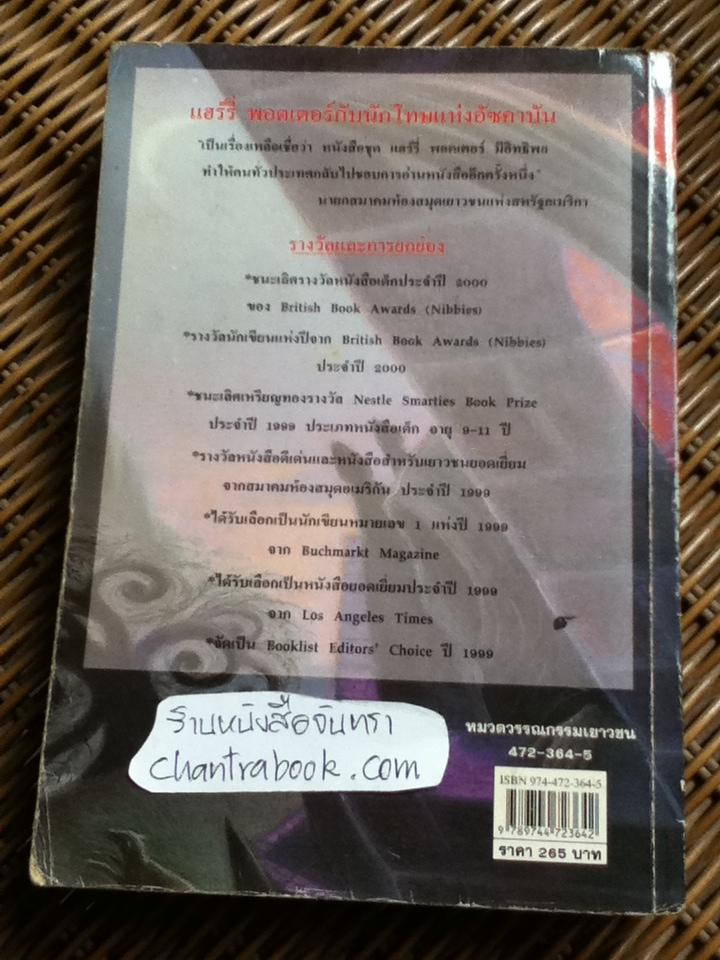 แฮร์รี่ พอตเตอร์กับนักโทษแห่งอัซคาบัน
"เป็นเรื่องเหลือเชื่อว่า หนังสือชุด แฮร์รี่ พอตเตอร์ มีอิทธิพล
ทำให้คนทั่วประเทศกลับไปชอบการอ่านหนังสืออีกครั้งหนึ่ง"
นายกสมาคมห้องสมุดเยาวชนแห่งสหรัฐอเมริกา
รางวัลและการยกย่อง
*ชนะเลิศรางวัลหนังสือเด็กประจำปี 2000
ของ British Book Awards (Nibbies)
*รางวัลนักเขียนแห่งปีจาก British Book Awards (Nibbies)
ประจำปี 2000
*ชนะเลิศเหรียญทองรางวัล Nestle Smarties Book Prize
ประจำปี 1999 ประเภทหนังสือเด็ก อายุ 9-11 ปี
*รางวัลหนังสือดีเด่นและหนังสือสำหรับเยาวชนยอดเยี่ยม
จากสมาคมห้องสมุดอเมริกัน ประจำปี 1999
*ได้รับเลือกเป็นนักเขียนหมายเลข 1 แห่งปี 1999
จาก Buchmarkt Magazine
*ได้รับเลือกเป็นหนังสือยอดเยี่ยมประจำปี 1999
จาก Los Angeles Times
*จัดเป็น Booklist Editors' Choice ปี 1999
ร้านหนังสือจันทรา
chantrabook.com
หมวดวรรณกรรมเยาวชน
472-364-5
ISBN 974-472-364-5
9 789744 723642
ราคา 265 บาท